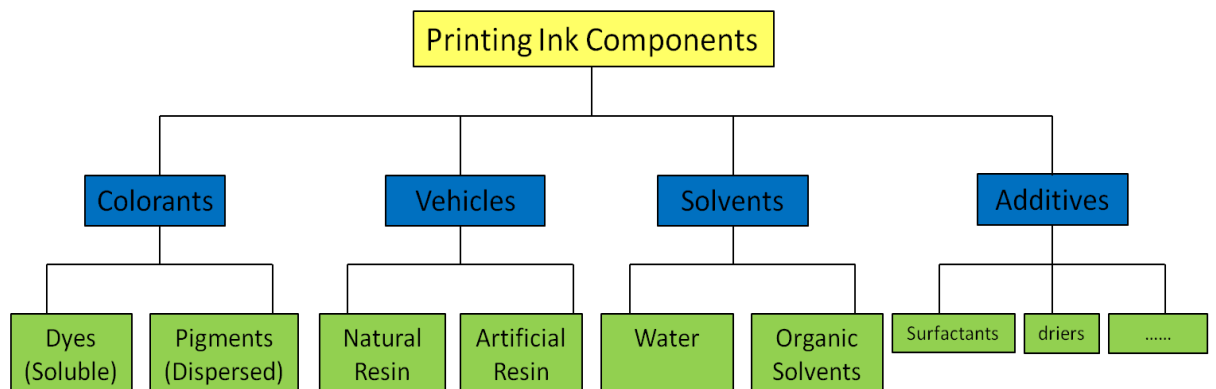 Printing Ink Components
Colorants
Vehicles
Solvents
Additives
Dyes
(Soluble)
Pigments
(Dispersed)
Natural
Resin
Artificial
Resin
Water
Organic
Solvents
Surfactants
driers
......